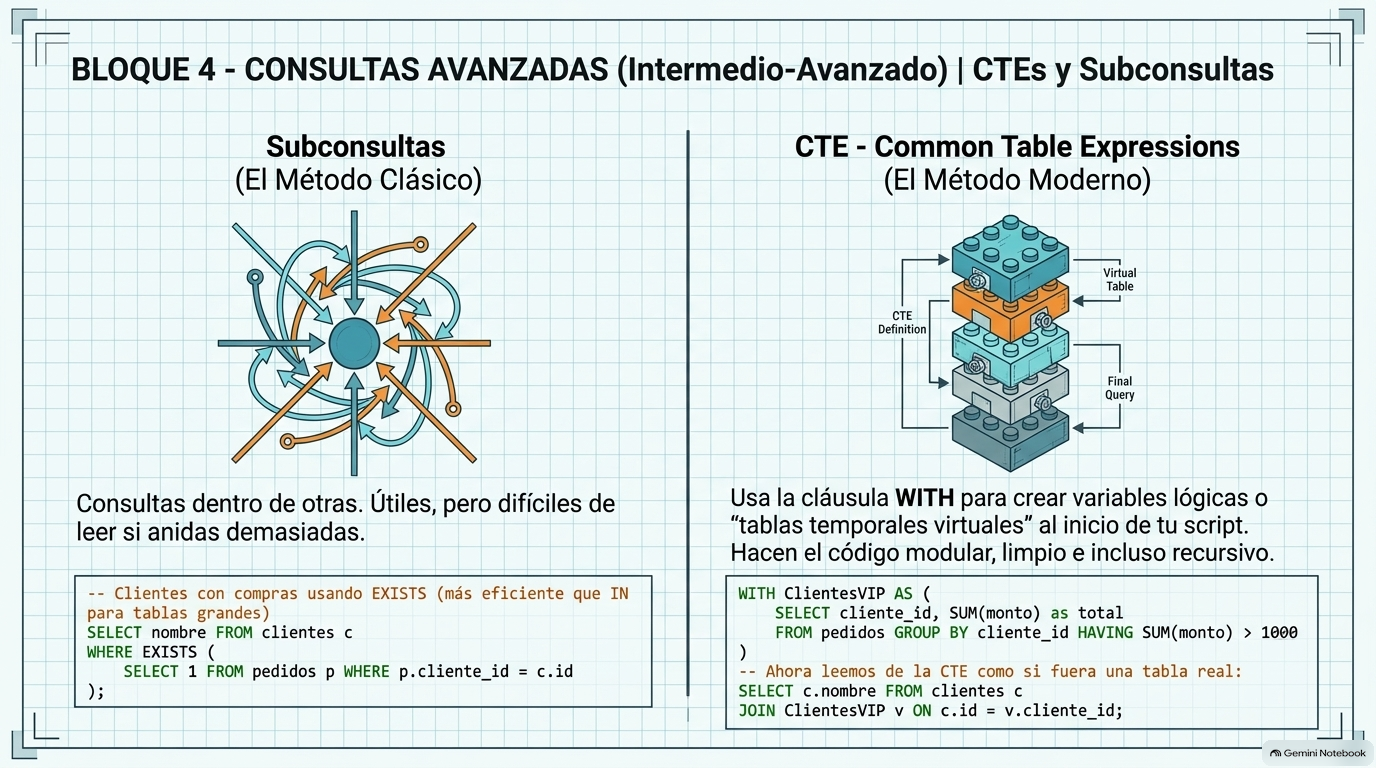 BLOQUE 4 - CONSULTAS AVANZADAS (Intermedio-Avanzado) | CTEs y Subconsultas
Subconsultas
(El Método Clásico)
Consultas dentro de otras. Útiles, pero difíciles de
leer si anidas demasiadas.
-- Clientes con compras usando EXISTS (más eficiente que IN
para tablas grandes)
SELECT nombre FROM clientes c
WHERE EXISTS (
    SELECT 1 FROM pedidos p WHERE p.cliente_id = c.id
);
CTE - Common Table Expressions
(El Método Moderno)
CTE
Definition
Virtual
Table
Final
Query
Usa la cláusula WITH para crear variables lógicas o
“tablas temporales virtuales” al inicio de tu script.
Hacen el código modular, limpio e incluso recursivo.
WITH ClientesVIP AS (
    SELECT cliente_id, SUM(monto) as total
    FROM pedidos GROUP BY cliente_id HAVING SUM(monto) > 1000
)
-- Ahora leemos de la CTE como si fuera una tabla real:
SELECT c.nombre FROM clientes c
JOIN ClientesVIP v ON c.id = v.cliente_id;
Gemini Notebook